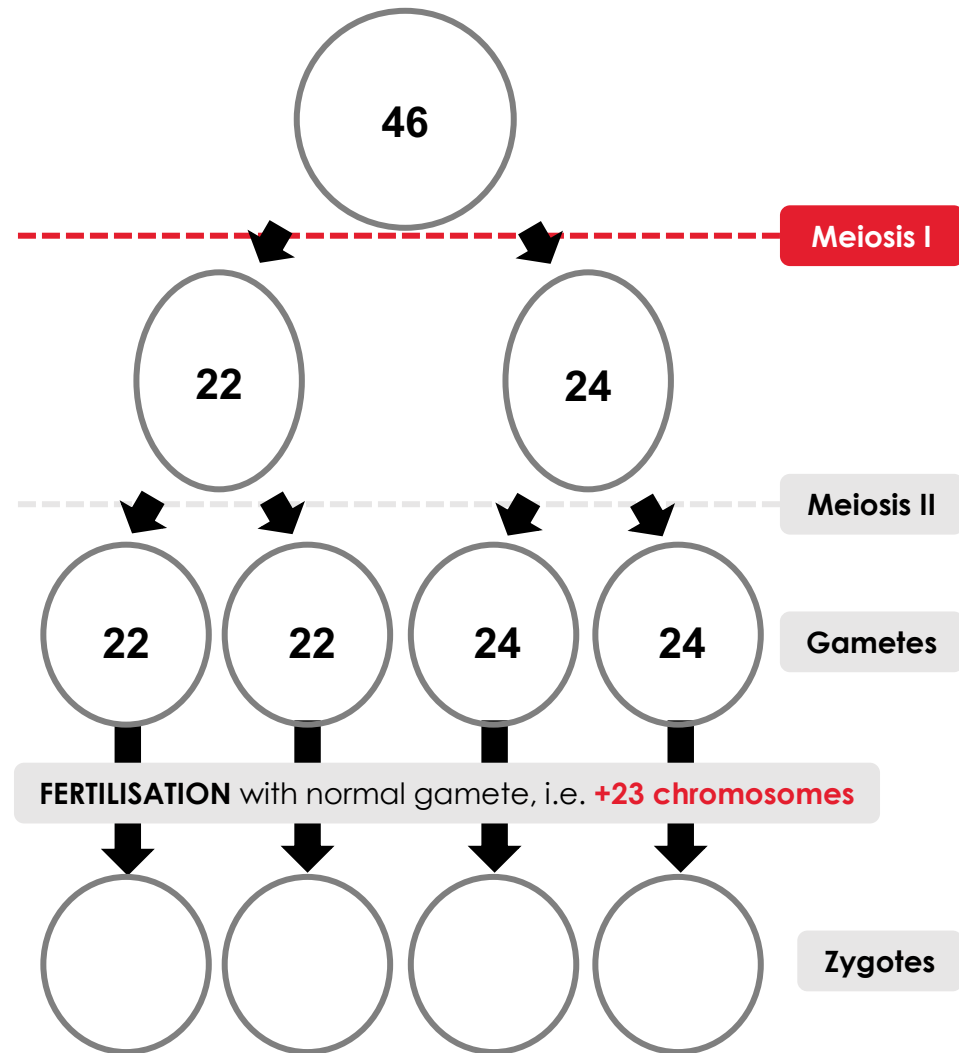 46
Meiosis I
22
24
Meiosis II
22
22
24
24
Gametes
FERTILISATION with normal gamete, i.e. +23 chromosomes
Zygotes